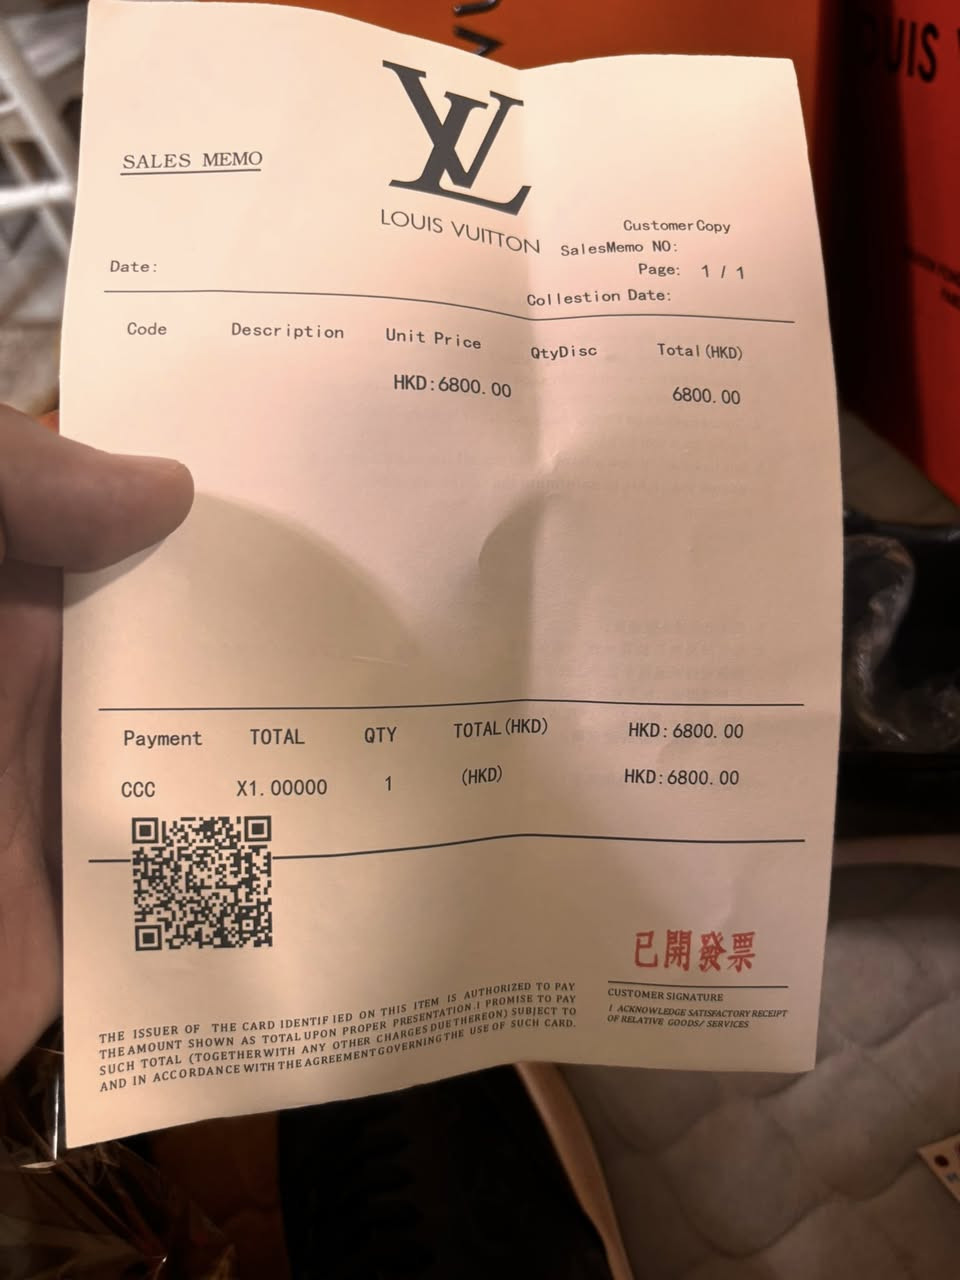 LV
LOUIS VUITTON
SALES MEMO
CustomerCopy
SalesMemo NO:
Date:
Page: 1 / 1
Collestion Date:
Code Description Unit Price QtyDisc Total(HKD)
HKD:6800.00 6800.00
Payment TOTAL QTY TOTAL(HKD) HKD:6800.00
CCC X1.00000 1 (HKD) HKD:6800.00
已開發票
CUSTOMER SIGNATURE
I ACKNOWLEDGE SATISFACTORY RECEIPT
OF RELATIVE GOODS/ SERVICES
THE ISSUER OF THE CARD IDENTIF IED ON THIS ITEM IS AUTHORIZED TO PAY
THE AMOUNT SHOWN AS TOTAL UPON PROPER PRESENTATION.I PROMISE TO PAY
SUCH TOTAL (TOGETHER WITH ANY OTHER CHARGES DUE THEREON) SUBJECT TO
AND IN ACCORDANCE WITH THE AGREEMENT GOVERNING THE USE OF SUCH CARD.
OUIS